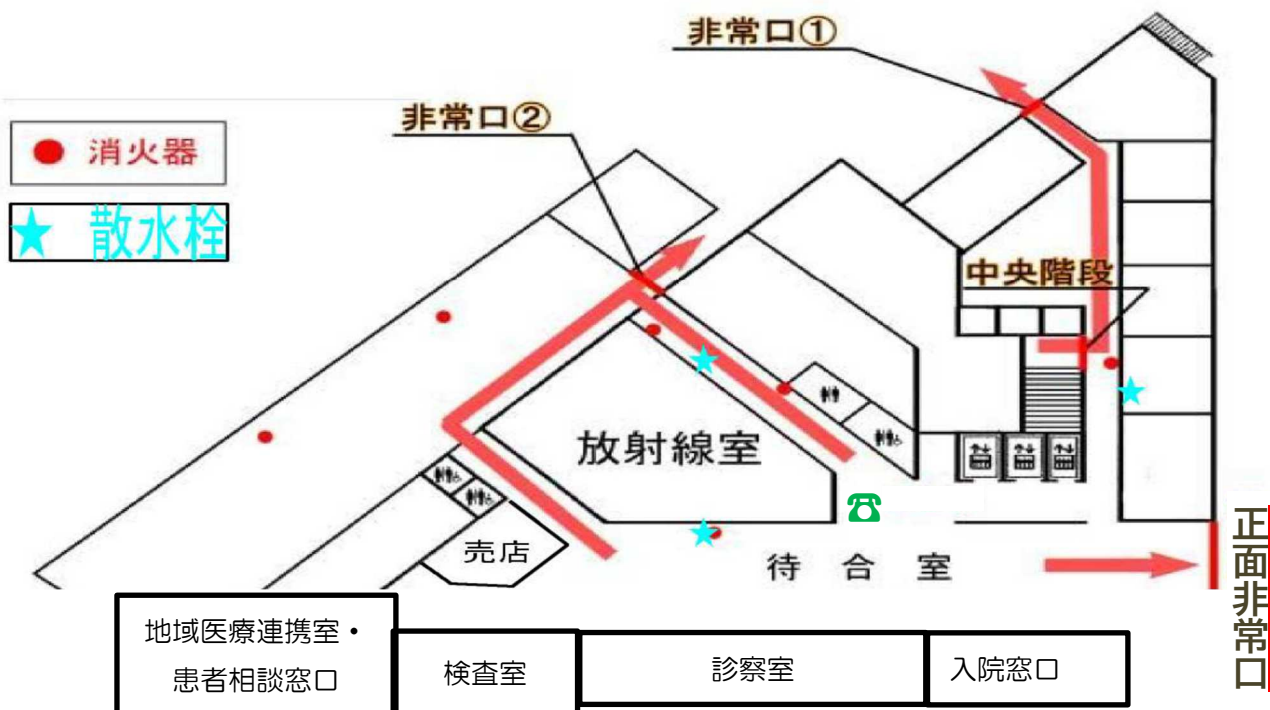 非常口①
非常口②
● 消火器
★ 散水栓
中央階段
放射線室
売店
待合室
正面非常口
地域医療連携室・
患者相談窓口
検査室
診察室
入院窓口